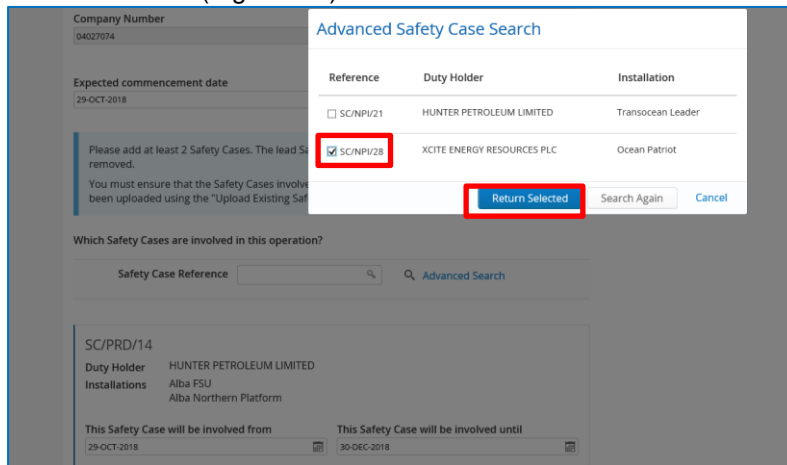 Company Number
04027074
Expected commencement date
29-OCT-2018
Please add at least 2 Safety Cases. The lead Sa
removed.
You must ensure that the Safety Cases involve
been uploaded using the "Upload Existing Saf
Advanced Safety Case Search
Reference Duty Holder Installation
SC/NPI/21 HUNTER PETROLEUM LIMITED Transocean Leader
SC/NPI/28 XCITE ENERGY RESOURCES PLC Ocean Patriot
Return Selected Search Again Cancel
Which Safety Cases are involved in this operation?
Safety Case Reference Advanced Search
SC/PRD/14
Duty Holder HUNTER PETROLEUM LIMITED
Installations Alba FSU
Alba Northern Platform
This Safety Case will be involved from This Safety Case will be involved until
29-OCT-2018 30-DEC-2018